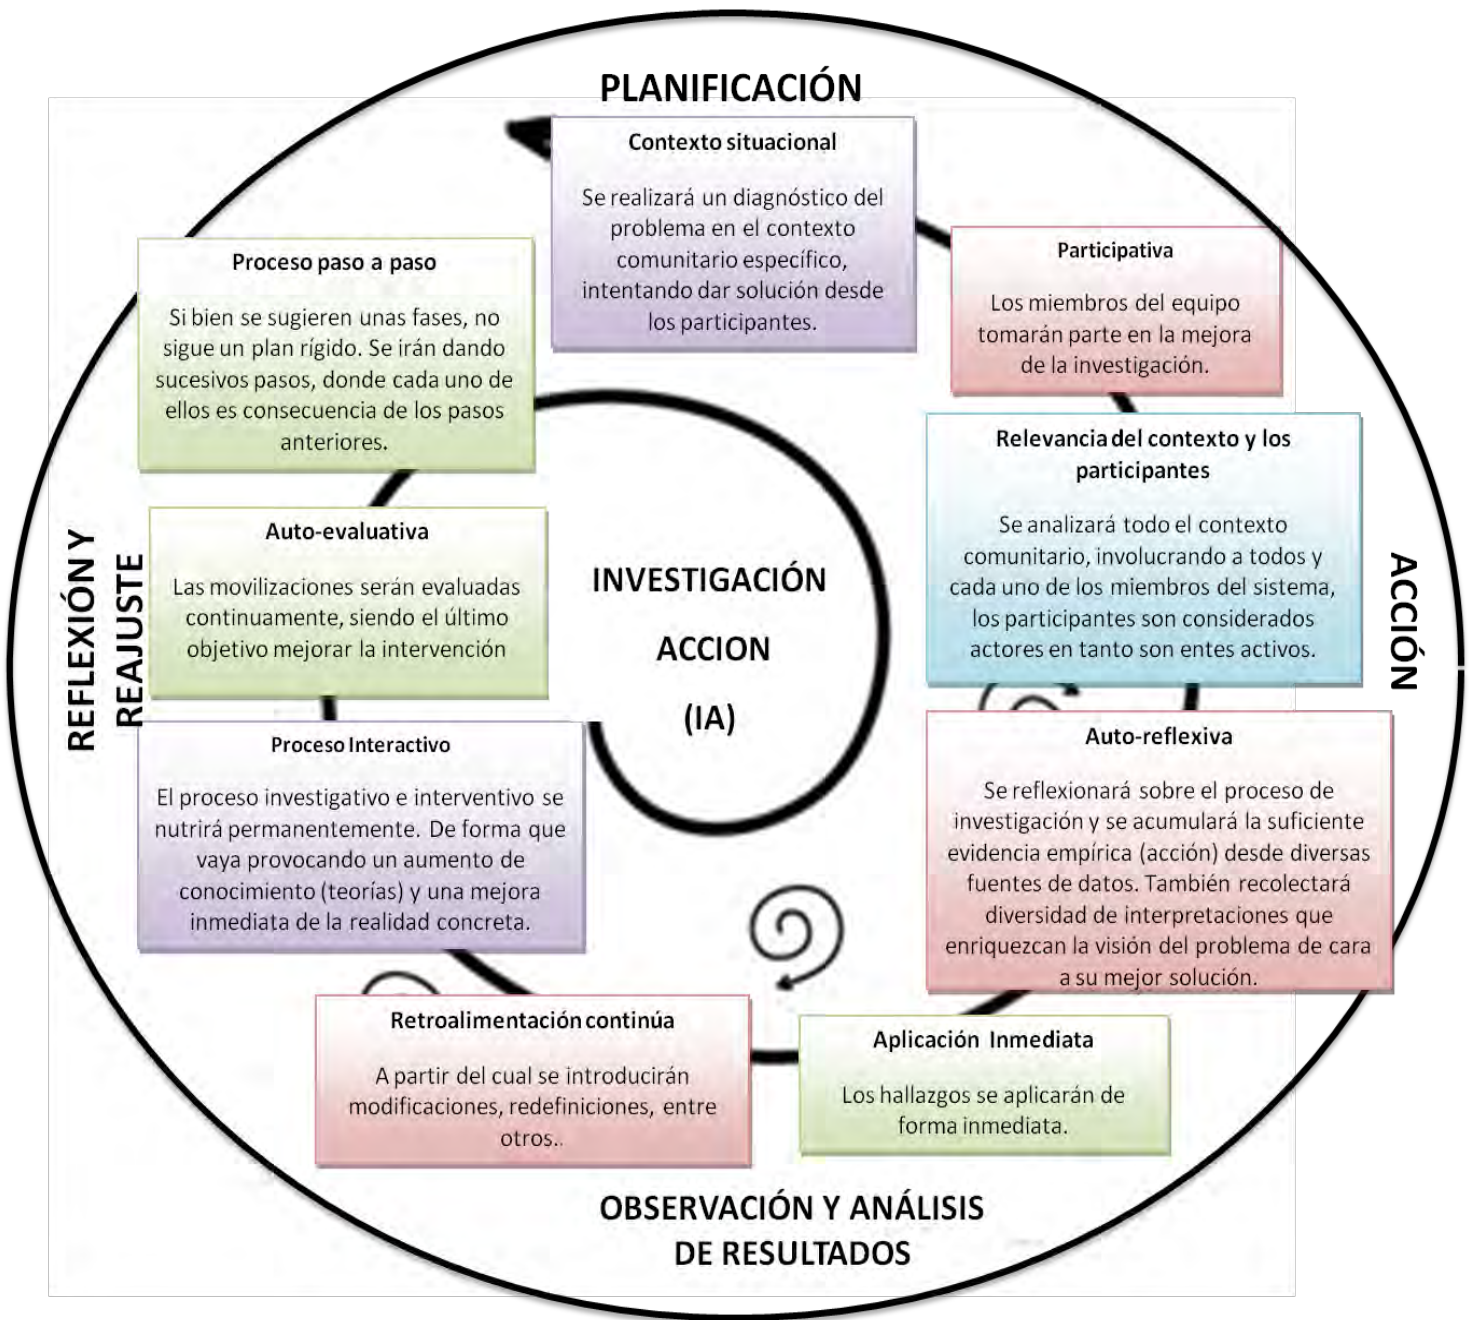 PLANIFICACIÓN
Contexto situacional
Se realizará un diagnóstico del
problema en el contexto
comunitario específico,
intentando dar solución desde
los participantes.
Participativa
Los miembros del equipo
tomarán parte en la mejora
de la investigación.
Relevancia del contexto y los
participantes
Se analizará todo el contexto
comunitario, involucrando a todos y
cada uno de los miembros del sistema,
los participantes son considerados
actores en tanto son entes activos.
ACCIÓN
Auto-reflexiva
Se reflexionará sobre el proceso de
investigación y se acumulará la suficiente
evidencia empírica (acción) desde diversas
fuentes de datos. También recolectará
diversidad de interpretaciones que
enriquezcan la visión del problema de cara
a su mejor solución.
Aplicación Inmediata
Los hallazgos se aplicarán de
forma inmediata.
OBSERVACIÓN Y ANÁLISIS
DE RESULTADOS
Retroalimentación continúa
A partir del cual se introducirán
modificaciones, redefiniciones, entre
otros..
Proceso Interactivo
El proceso investigativo e interventivo se
nutrirá permanentemente. De forma que
vaya provocando un aumento de
conocimiento (teorías) y una mejora
inmediata de la realidad concreta.
REFLEXIÓN Y
REAJUSTE
Auto-evaluativa
Las movilizaciones serán evaluadas
continuamente, siendo el último
objetivo mejorar la intervención
Proceso paso a paso
Si bien se sugieren unas fases, no
sigue un plan rígido. Se irán dando
sucesivos pasos, donde cada uno de
ellos es consecuencia de los pasos
anteriores.
INVESTIGACIÓN
ACCION
(IA)